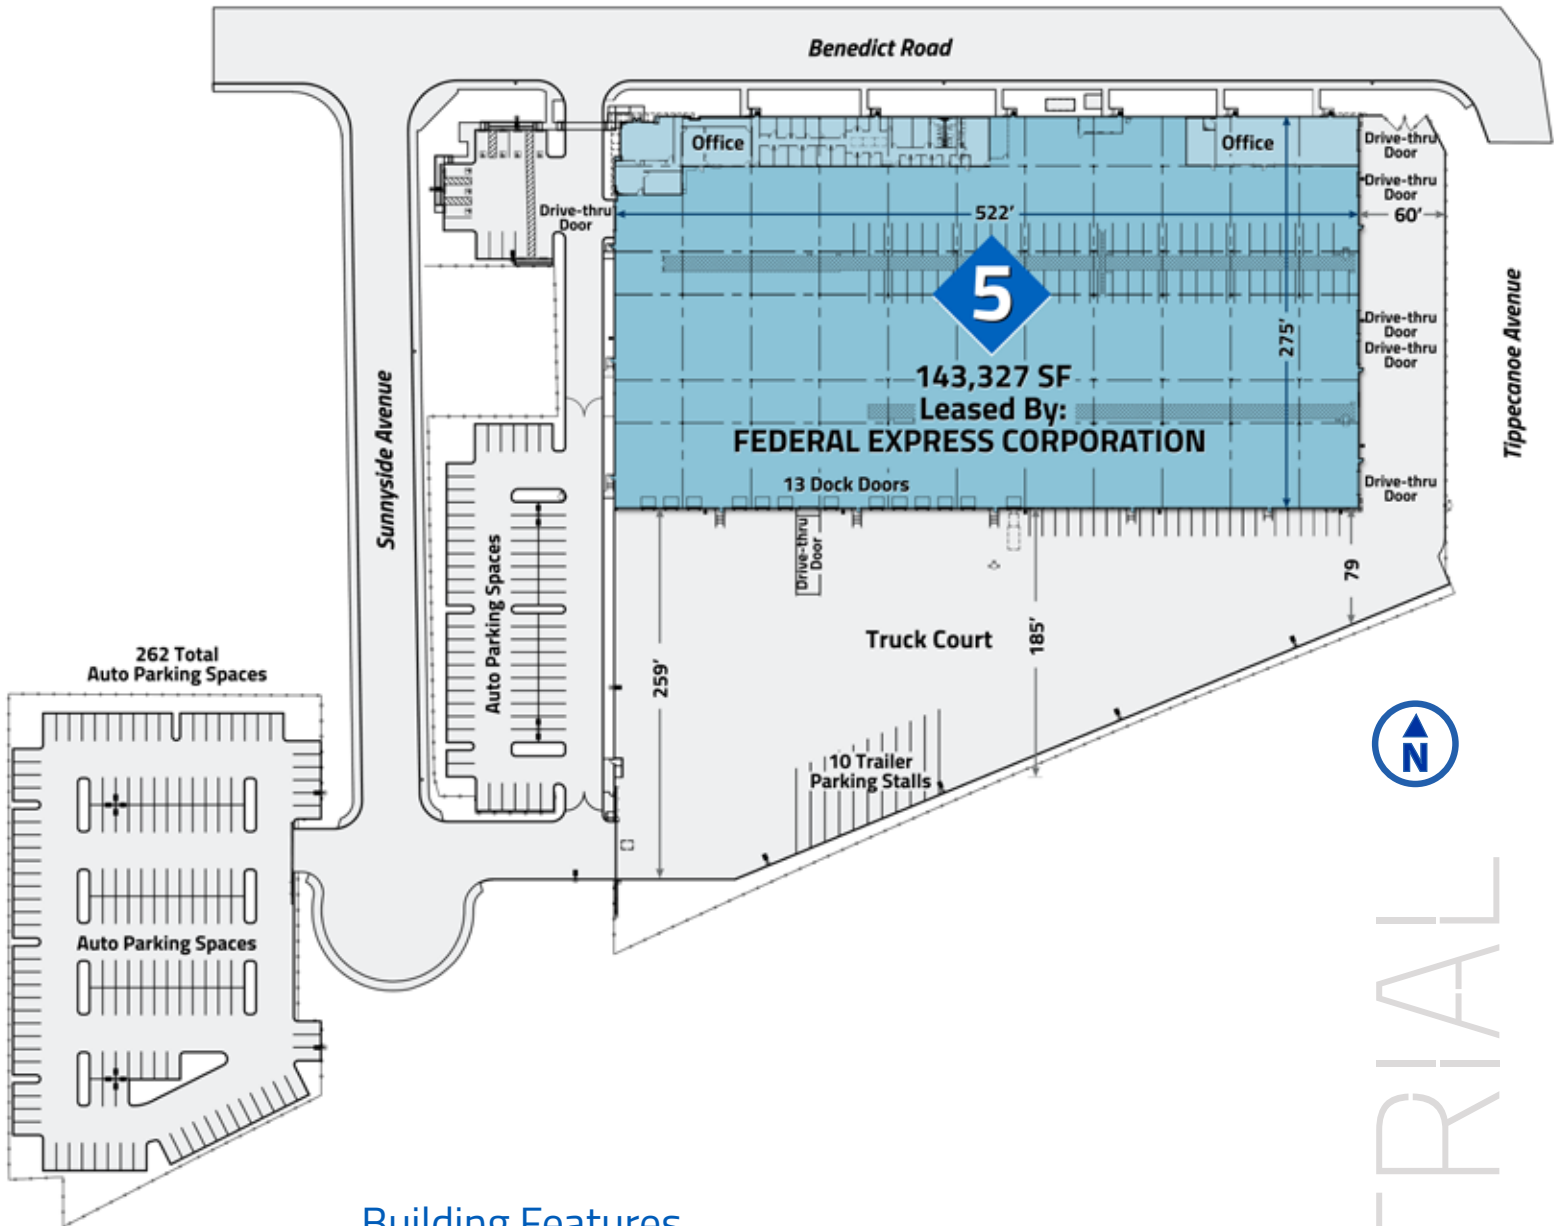 Benedict Road
Office
Office
Drive-thru
Door
Drive-thru
Door
Drive-thru
Door
522'
60'
5
275'
Drive-thru
Door
Drive-thru
Door
143,327 SF
Leased By:
FEDERAL EXPRESS CORPORATION
13 Dock Doors
Drive-thru
Door
Tippecanoe Avenue
Sunnyside Avenue
Auto Parking Spaces
Drive-thru
Door
79
Truck Court
185'
259'
262 Total
Auto Parking Spaces
10 Trailer
Parking Stalls
N
Auto Parking Spaces
RIAL
Building Features